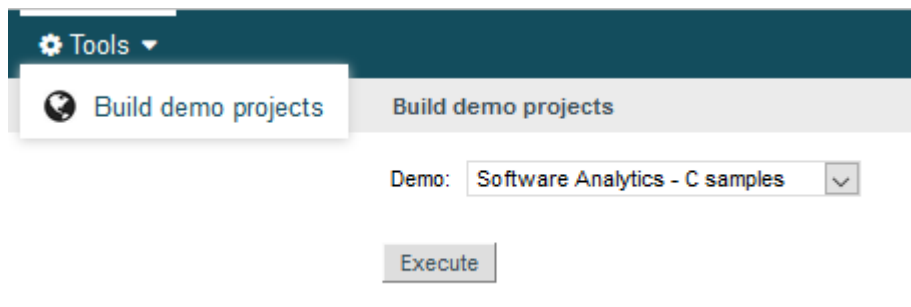 Tools
Build demo projects
Build demo projects
Demo: Software Analytics - C samples
Execute